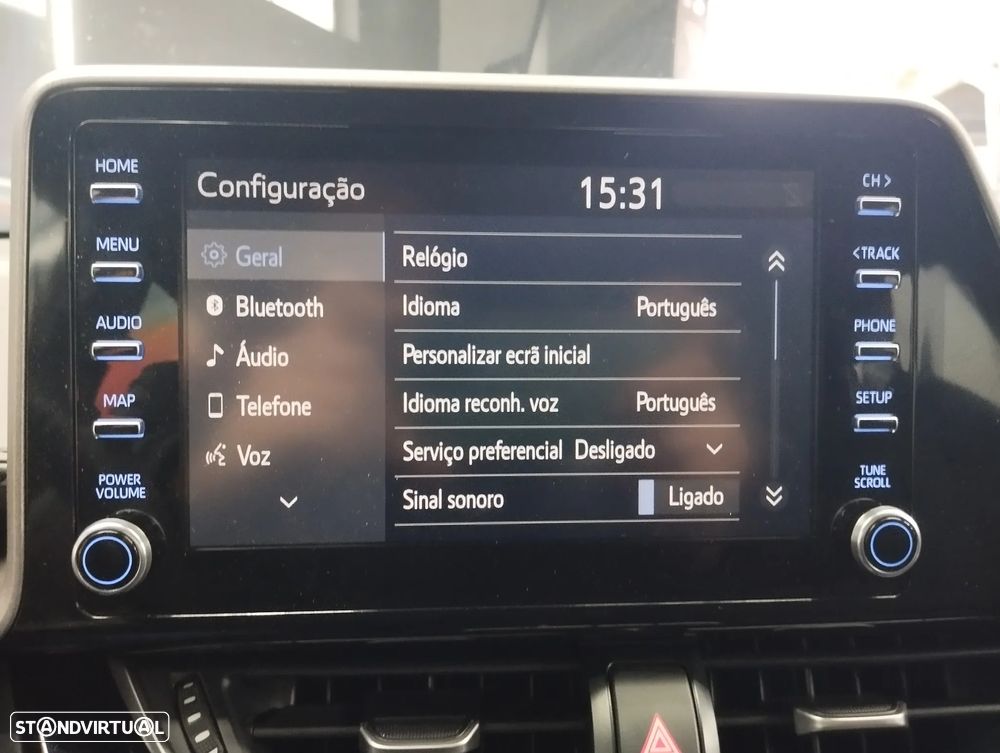 HOME
MENU
AUDIO
MAP
POWER
VOLUME
Configuração
15:31
Geral
Bluetooth
Áudio
Telefone
Voz
Relógio
Idioma Português
Personalizar ecrã inicial
Idioma reconh. voz Português
Serviço preferencial Desligado
Sinal sonoro Ligado
CH >
< TRACK
PHONE
SETUP
TUNE
SCROLL
STANDVIRTUAL